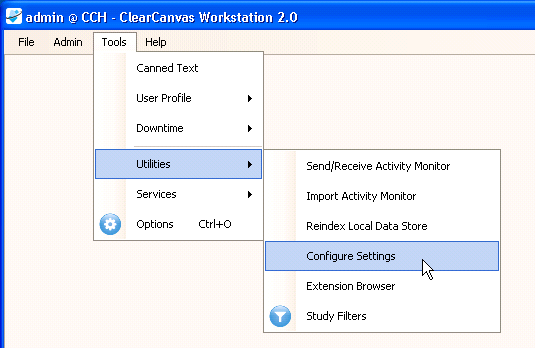 admin @ CCH - ClearCanvas Workstation 2.0
File Admin Tools Help
Canned Text
User Profile
Downtime
Utilities
Services
Options Ctrl+O
Send/Receive Activity Monitor
Import Activity Monitor
Reindex Local Data Store
Configure Settings
Extension Browser
Study Filters